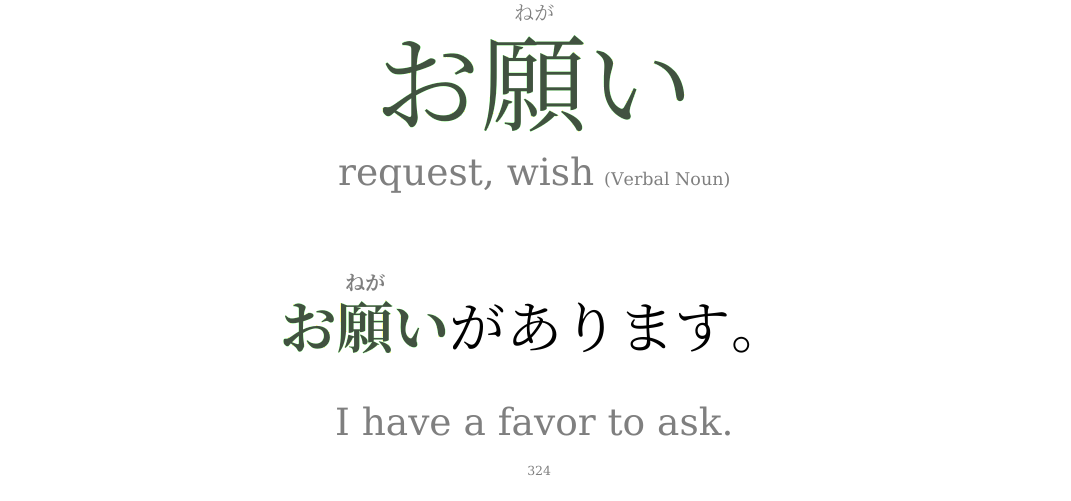 ねが
お願い
request, wish (Verbal Noun)
ねが
お願いがあります。
I have a favor to ask.
324